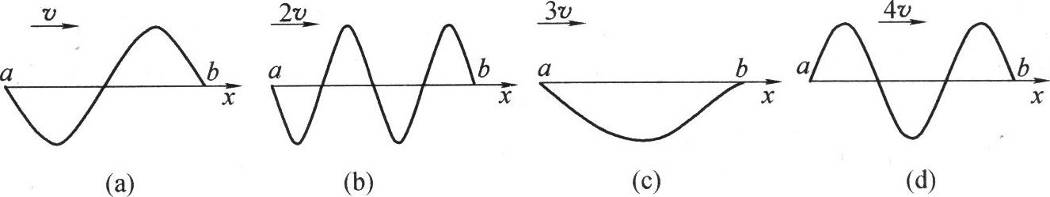 v 2v 3v 4v
a b x a b x a b x a b x
(a) (b) (c) (d)